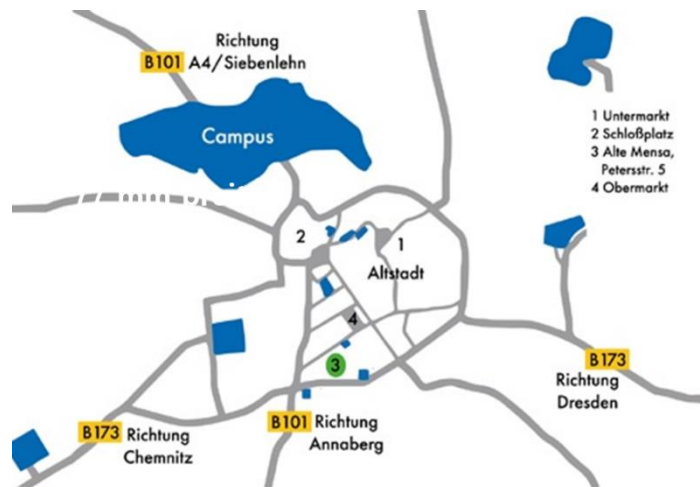 Richtung
B101 A4/Siebenlehn
Campus
1 Untermarkt
2 Schloßplatz
3 Alte Mensa,
Petersstr. 5
4 Obermarkt
2
1
Altstadt
4
3
B173
Richtung
Dresden
B101 Richtung
Annaberg
B173 Richtung
Chemnitz